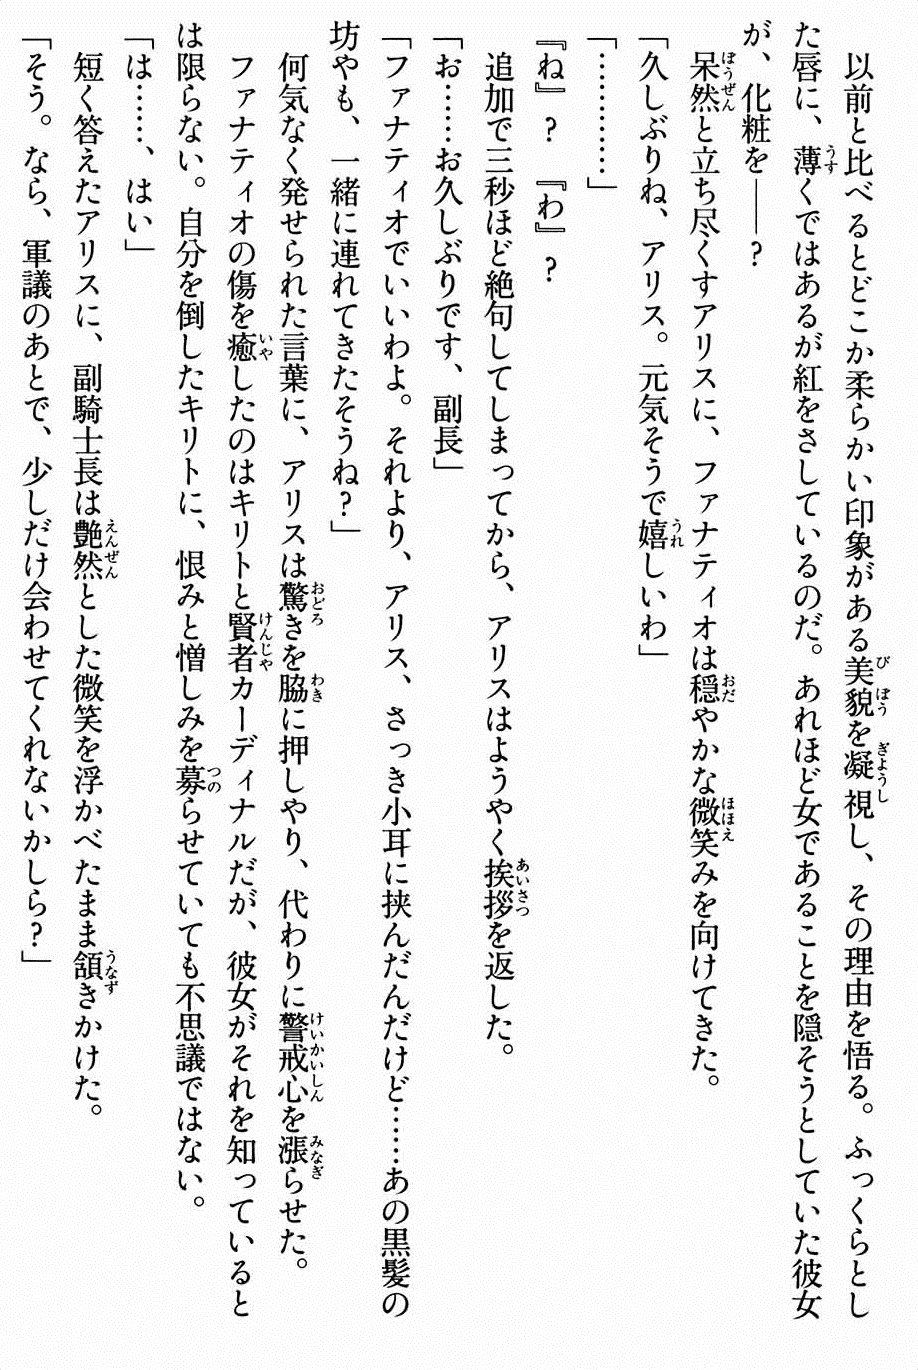 以前と比べるとどこか柔らかい印象がある美貌を凝視し、その理由を悟る。ふっくらとし
た唇に、薄くではあるが紅をさしているのだ。あれほど女であることを隠そうとしていた彼女
が、化粧を――？
呆然と立ち尽くすアリスに、ファナティオは穏やかな微笑みを向けてきた。
「久しぶりね、アリス。元気そうで嬉しいわ」
「…………」
『ね』？　『わ』？
追加で三秒ほど絶句してしまってから、アリスはようやく挨拶を返した。
「お……お久しぶりです、副長」
「ファナティオでいいわよ。それより、アリス、さっき小耳に挟んだんだけど……あの黒髪の
坊やも、一緒に連れてきたそうね？」
何気なく発せられた言葉に、アリスは驚きを脇に押しやり、代わりに警戒心を漲らせた。
ファナティオの傷を癒したのはキリトと賢者カーディナルだが、彼女がそれを知っていると
は限らない。自分を倒したキリトに、恨みと憎しみを募らせていても不思議ではない。
「は……、はい」
短く答えたアリスに、副騎士長は艶然とした微笑を浮かべたまま頷きかけた。
「そう。なら、軍議のあとで、少しだけ会わせてくれないかしら？」